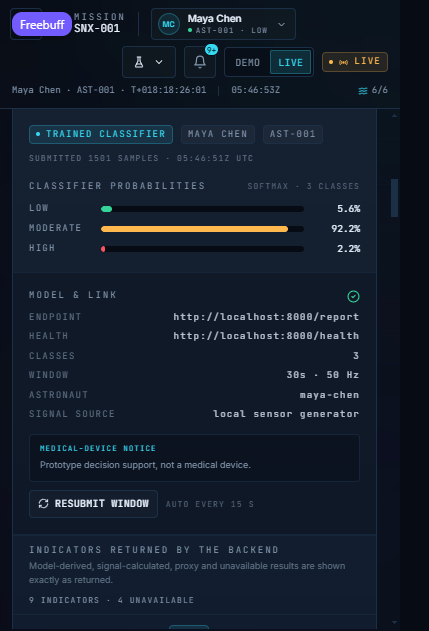 Freebuff
MISSION
SNX-001
MC
Maya Chen
AST-001 · LOW
9+
DEMO
LIVE
LIVE
Maya Chen · AST-001 · T+018:18:26:01
05:46:53Z
6/6
TRAINED CLASSIFIER
MAYA CHEN
AST-001
SUBMITTED 1501 SAMPLES · 05:46:51Z UTC
CLASSIFIER PROBABILITIES
SOFTMAX · 3 CLASSES
LOW 5.6%
MODERATE 92.2%
HIGH 2.2%
MODEL & LINK
ENDPOINT http://localhost:8000/report
HEALTH http://localhost:8000/health
CLASSES 3
WINDOW 30s · 50 Hz
ASTRONAUT maya-chen
SIGNAL SOURCE local sensor generator
MEDICAL-DEVICE NOTICE
Prototype decision support, not a medical device.
RESUBMIT WINDOW
AUTO EVERY 15 S
INDICATORS RETURNED BY THE BACKEND
Model-derived, signal-calculated, proxy and unavailable results are shown
exactly as returned.
9 INDICATORS · 4 UNAVAILABLE